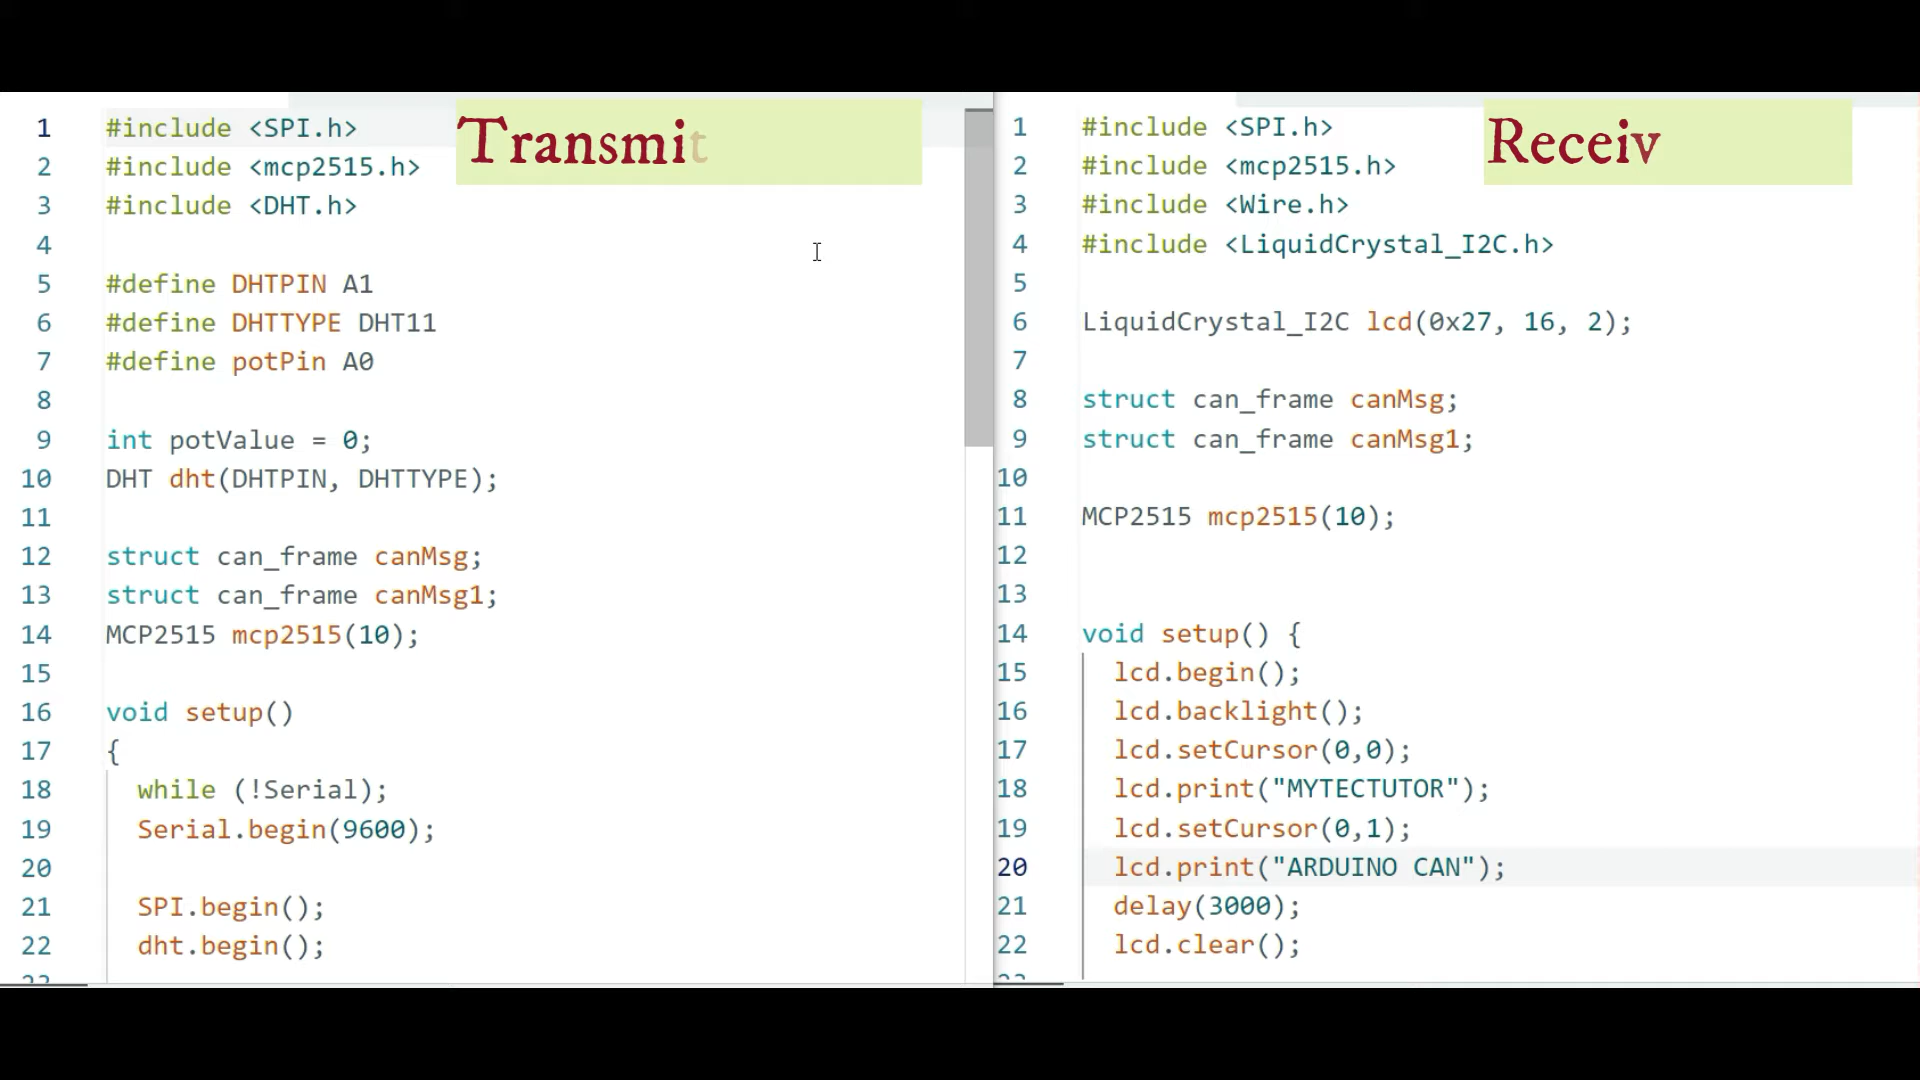 Transmit
1 #include <SPI.h>
2 #include <mcp2515.h>
3 #include <DHT.h>
4
5 #define DHTPIN A1
6 #define DHTTYPE DHT11
7 #define potPin A0
8
9 int potValue = 0;
10 DHT dht(DHTPIN, DHTTYPE);
11
12 struct can_frame canMsg;
13 struct can_frame canMsg1;
14 MCP2515 mcp2515(10);
15
16 void setup()
17 {
18 while (!Serial);
19 Serial.begin(9600);
20
21 SPI.begin();
22 dht.begin();
Receiv
1 #include <SPI.h>
2 #include <mcp2515.h>
3 #include <Wire.h>
4 #include <LiquidCrystal_I2C.h>
5
6 LiquidCrystal_I2C lcd(0x27, 16, 2);
7
8 struct can_frame canMsg;
9 struct can_frame canMsg1;
10
11 MCP2515 mcp2515(10);
12
13
14 void setup() {
15 lcd.begin();
16 lcd.backlight();
17 lcd.setCursor(0,0);
18 lcd.print("MYTECTUTOR");
19 lcd.setCursor(0,1);
20 lcd.print("ARDUINO CAN");
21 delay(3000);
22 lcd.clear();